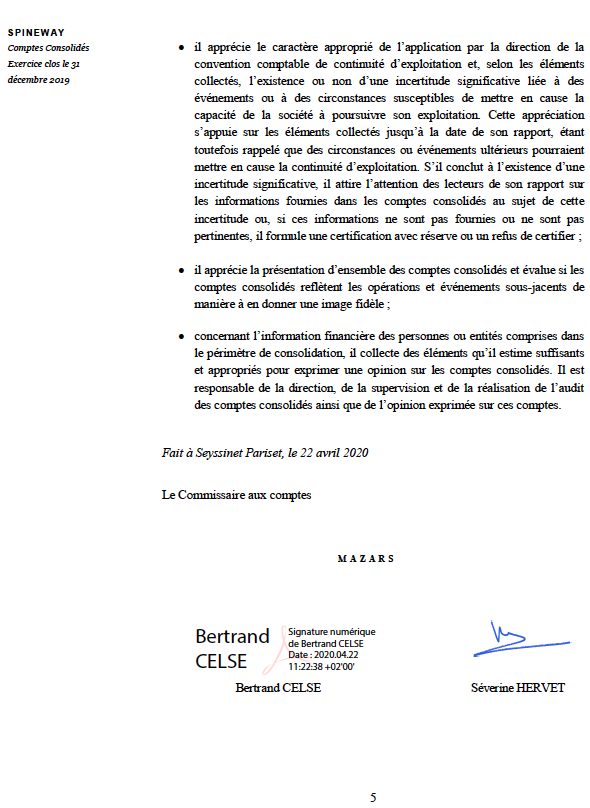 SPINEWAY
Comptes Consolidés
Exercice clos le 31
décembre 2019
• il apprécie le caractère approprié de l’application par la direction de la
convention comptable de continuité d’exploitation et, selon les éléments
collectés, l’existence ou non d’une incertitude significative liée à des
événements ou à des circonstances susceptibles de mettre en cause la
capacité de la société à poursuivre son exploitation. Cette appréciation
s’appuie sur les éléments collectés jusqu’à la date de son rapport, étant
toutefois rappelé que des circonstances ou événements ultérieurs pourraient
mettre en cause la continuité d’exploitation. S’il conclut à l’existence d’une
incertitude significative, il attire l’attention des lecteurs de son rapport sur
les informations fournies dans les comptes consolidés au sujet de cette
incertitude ou, si ces informations ne sont pas fournies ou ne sont pas
pertinentes, il formule une certification avec réserve ou un refus de certifier ;
• il apprécie la présentation d’ensemble des comptes consolidés et évalue si les
comptes consolidés reflètent les opérations et événements sous-jacents de
manière à en donner une image fidèle ;
• concernant l’information financière des personnes ou entités comprises dans
le périmètre de consolidation, il collecte des éléments qu’il estime suffisants
et appropriés pour exprimer une opinion sur les comptes consolidés. Il est
responsable de la direction, de la supervision et de la réalisation de l’audit
des comptes consolidés ainsi que de l’opinion exprimée sur ces comptes.
Fait à Seyssinet Pariset, le 22 avril 2020
Le Commissaire aux comptes
MAZARS
Bertrand
CELSE
Signature numérique
de Bertrand CELSE
Date : 2020.04.22
11:22:38 +02'00'
Bertrand CELSE
Séverine HERVET
5